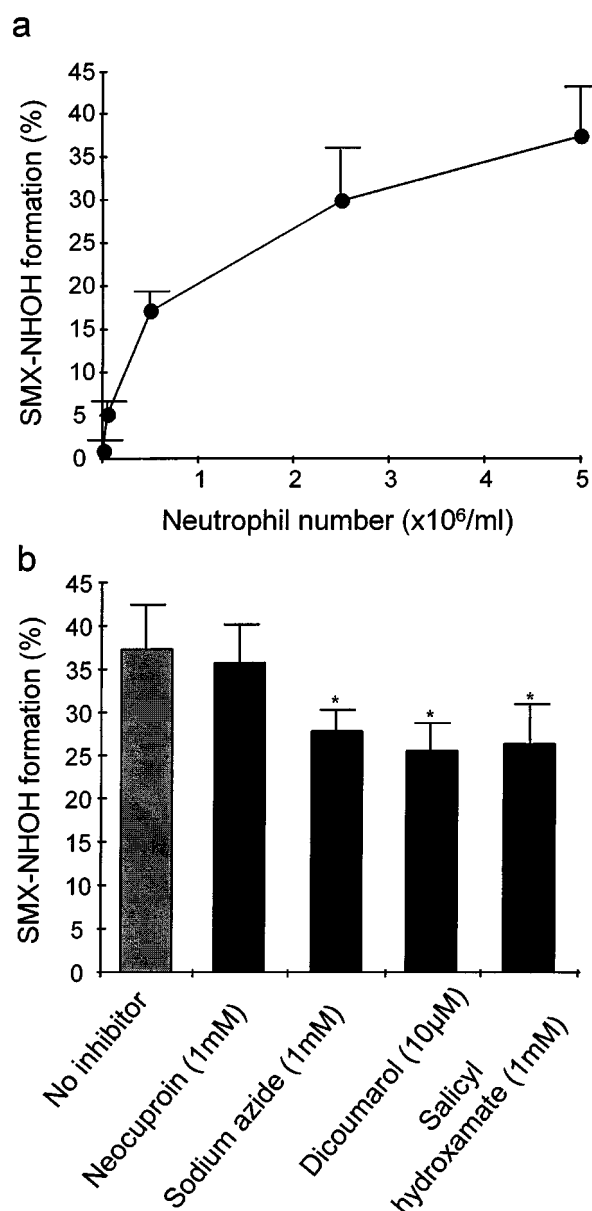 a
SMX-NHOH formation (%)
45
40
35
30
25
20
15
10
5
0
1
2
3
4
5
Neutrophil number (x10⁶/ml)
b
SMX-NHOH formation (%)
45
40
35
30
25
20
15
10
5
0
*
*
*
No inhibitor
Neocuproin (1mM)
Sodium azide (1mM)
Dicoumarol (10µM)
Salicyl
hydroxamate (1mM)